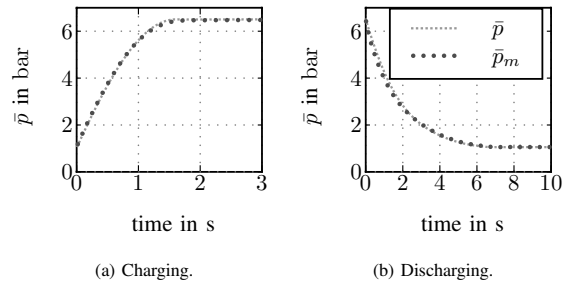 p̄ in bar
6
4
2
0
0 1 2 3
time in s
(a) Charging.
p̄ in bar
6
4
2
0
0 2 4 6 8 10
time in s
(b) Discharging.
p̄
p̄ₘ